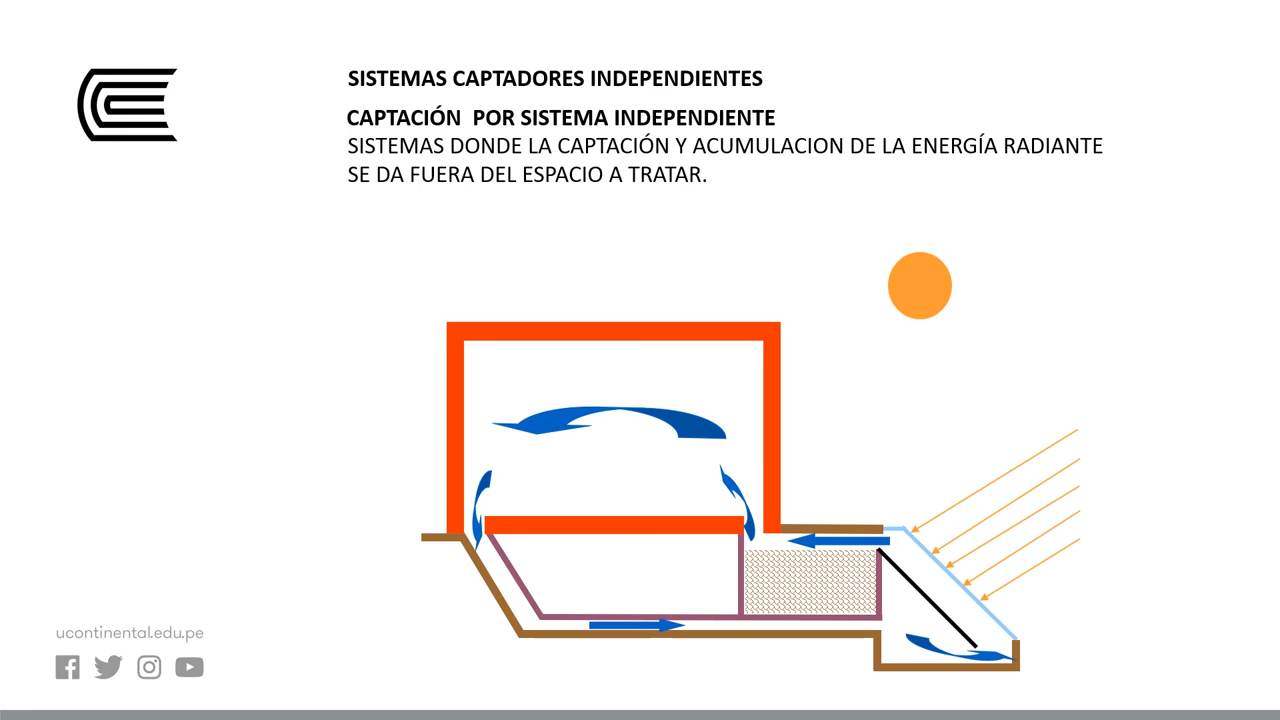 SISTEMAS CAPTADORES INDEPENDIENTES
CAPTACIÓN POR SISTEMA INDEPENDIENTE
SISTEMAS DONDE LA CAPTACIÓN Y ACUMULACION DE LA ENERGÍA RADIANTE
SE DA FUERA DEL ESPACIO A TRATAR.
ucontinental.edu.pe